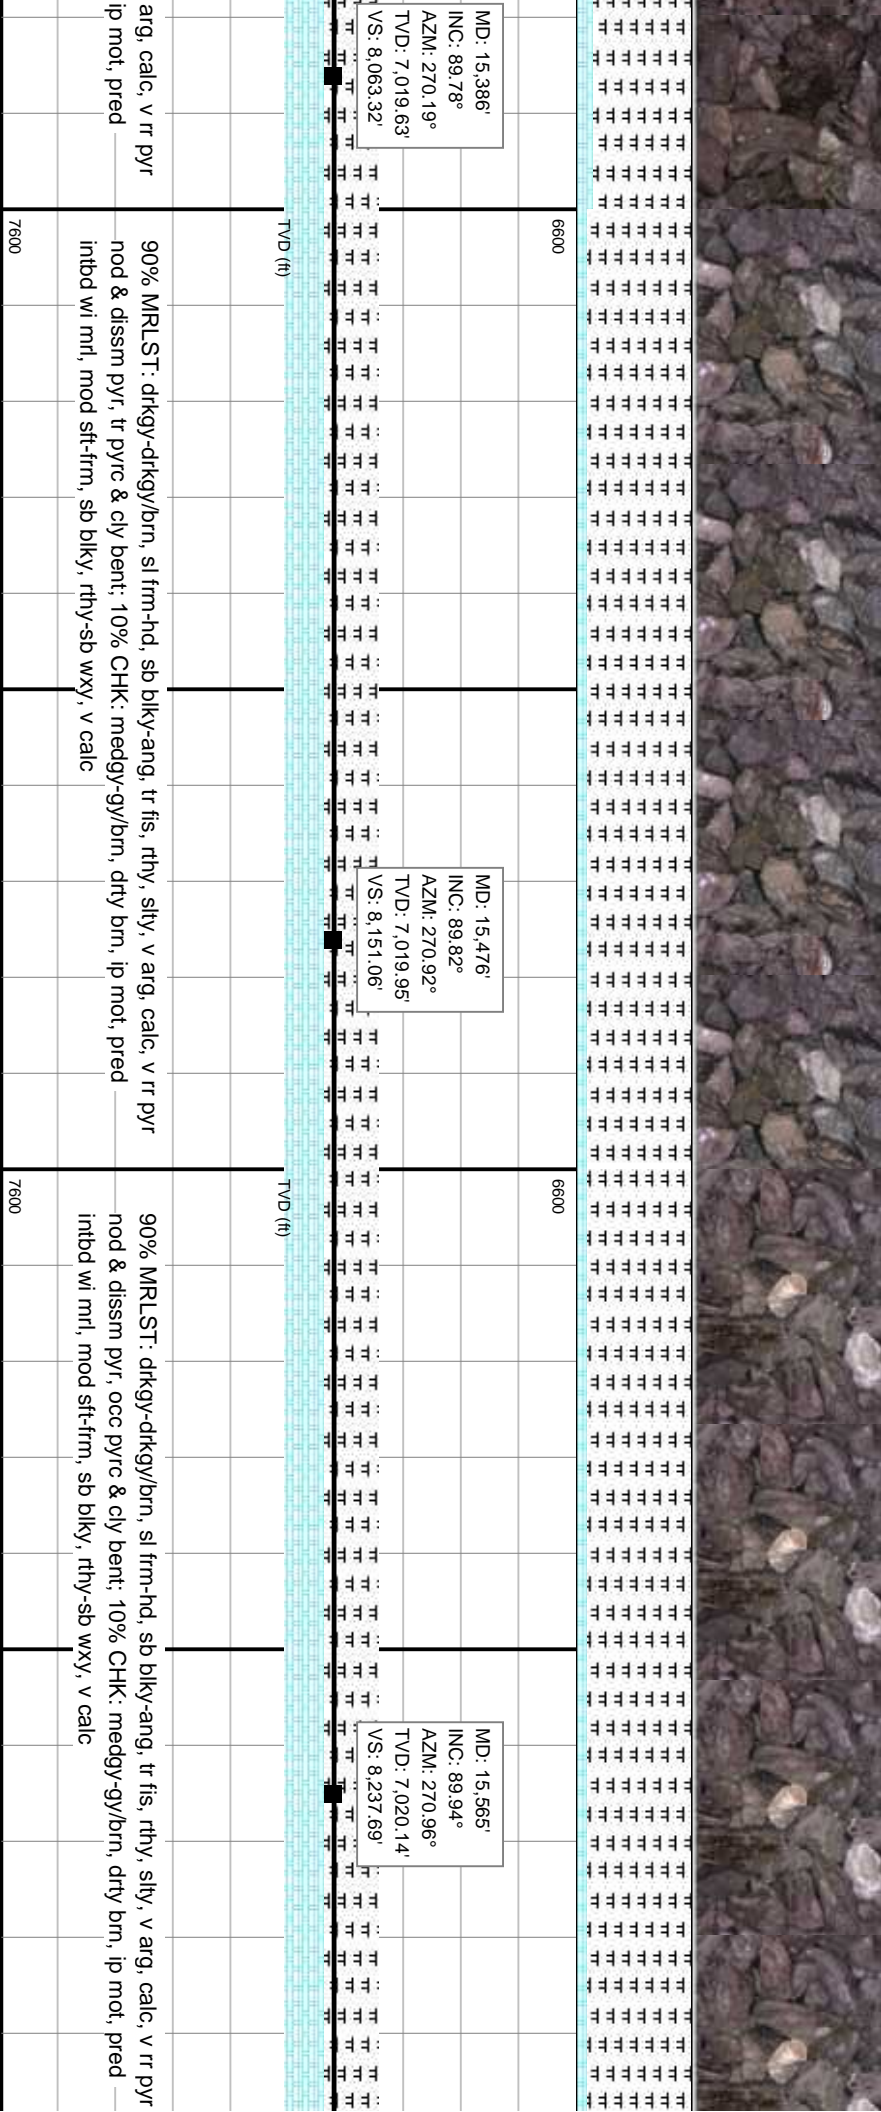 arg, calc, v rr pyr
ip mot, pred
MD: 15,386'
INC: 89.78°
AZM: 270.19°
TVD: 7,019.63'
VS: 8,063.32'
6600
TVD (ft)
7600
90% MRLST: drkgy-drkgy/brn, sl frm-hd, sb blky-ang, tr fis, rthy, slty, v arg, calc, v rr pyr
nod & dissm pyr, tr pyrc & cly bent; 10% CHK: medgy-gy/brn, drty brn, ip mot, pred
intbd wi mrl, mod sft-frm, sb blky, rthy-sb wxy, v calc
MD: 15,476'
INC: 89.82°
AZM: 270.92°
TVD: 7,019.95'
VS: 8,151.06'
6600
TVD (ft)
7600
90% MRLST: drkgy-drkgy/brn, sl frm-hd, sb blky-ang, tr fis, rthy, slty, v arg, calc, v rr pyr
nod & dissm pyr, occ pyrc & cly bent; 10% CHK: medgy-gy/brn, drty brn, ip mot, pred
intbd wi mrl, mod sft-frm, sb blky, rthy-sb wxy, v calc
MD: 15,565'
INC: 89.94°
AZM: 270.96°
TVD: 7,020.14'
VS: 8,237.69'